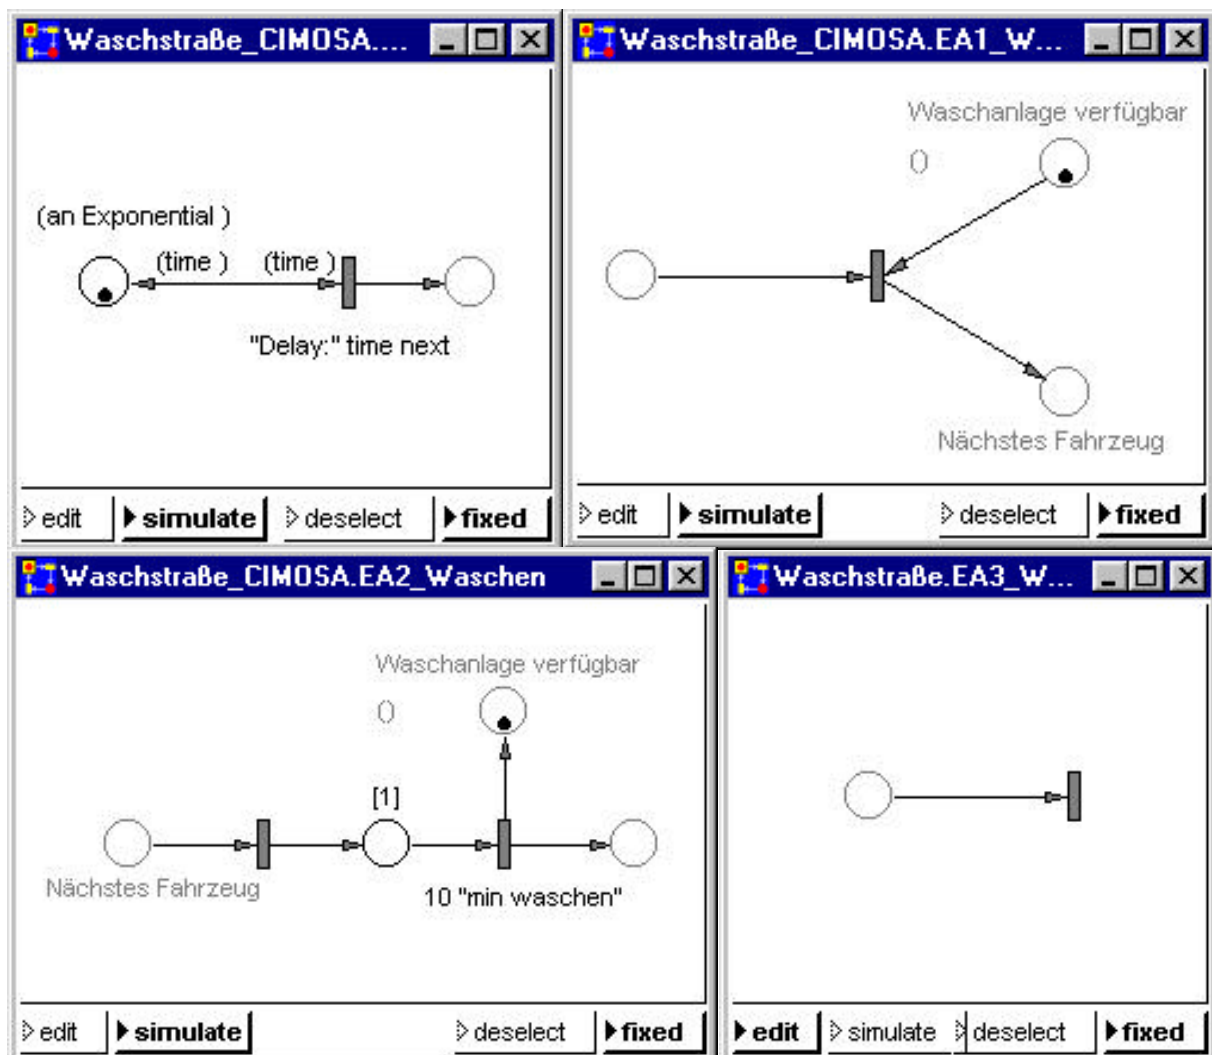 Waschstraße_CIMOSA....
(an Exponential )
(time ) (time )
"Delay:" time next
edit simulate deselect fixed
Waschstraße_CIMOSA.EA1_W...
Waschanlage verfügbar
()
Nächstes Fahrzeug
edit simulate deselect fixed
Waschstraße_CIMOSA.EA2_Waschen
Waschanlage verfügbar
()
[1]
Nächstes Fahrzeug
10 "min waschen"
edit simulate deselect fixed
Waschstraße.EA3_W...
edit simulate deselect fixed